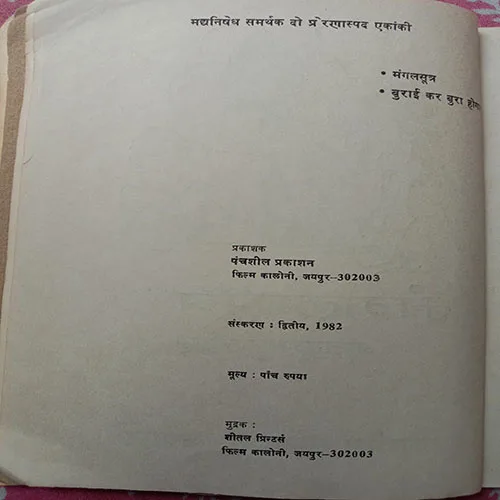 मद्यनिषेध समर्थक दो प्रेरणास्पद एकांकी
• मंगलसूत्र
• बुराई कर बुरा होगा
प्रकाशक
पंचशील प्रकाशन
फिल्म कालोनी, जयपुर-302003
संस्करण : द्वितीय, 1982
मूल्य : पाँच रुपया
मुद्रक :
शीतल प्रिन्टर्स
फिल्म कालोनी, जयपुर-302003